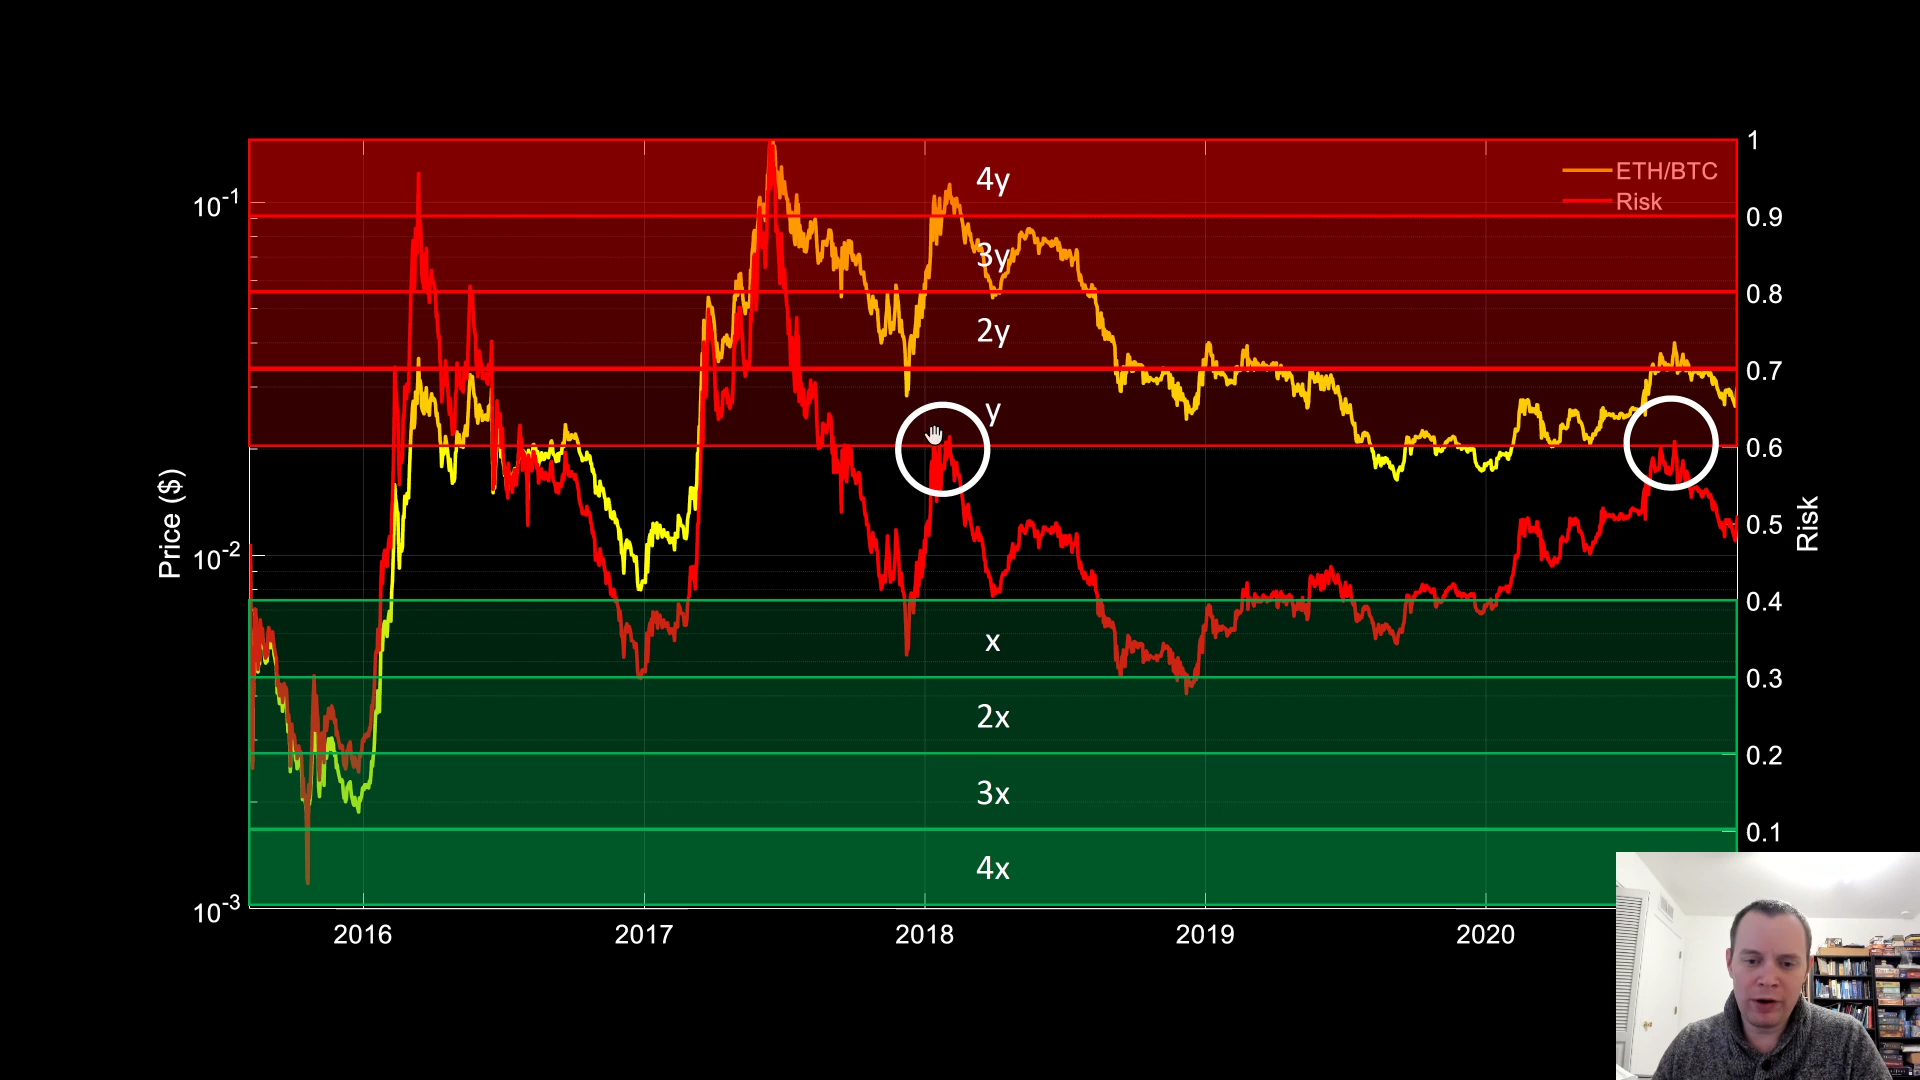 4y
1
ETH/BTC
10⁻¹
Risk
0.9
3y
0.8
2y
0.7
y
0.6
Price ($)
0.5
Risk
10⁻²
0.4
x
0.3
2x
0.2
3x
0.1
4x
10⁻³
2016 2017 2018 2019 2020